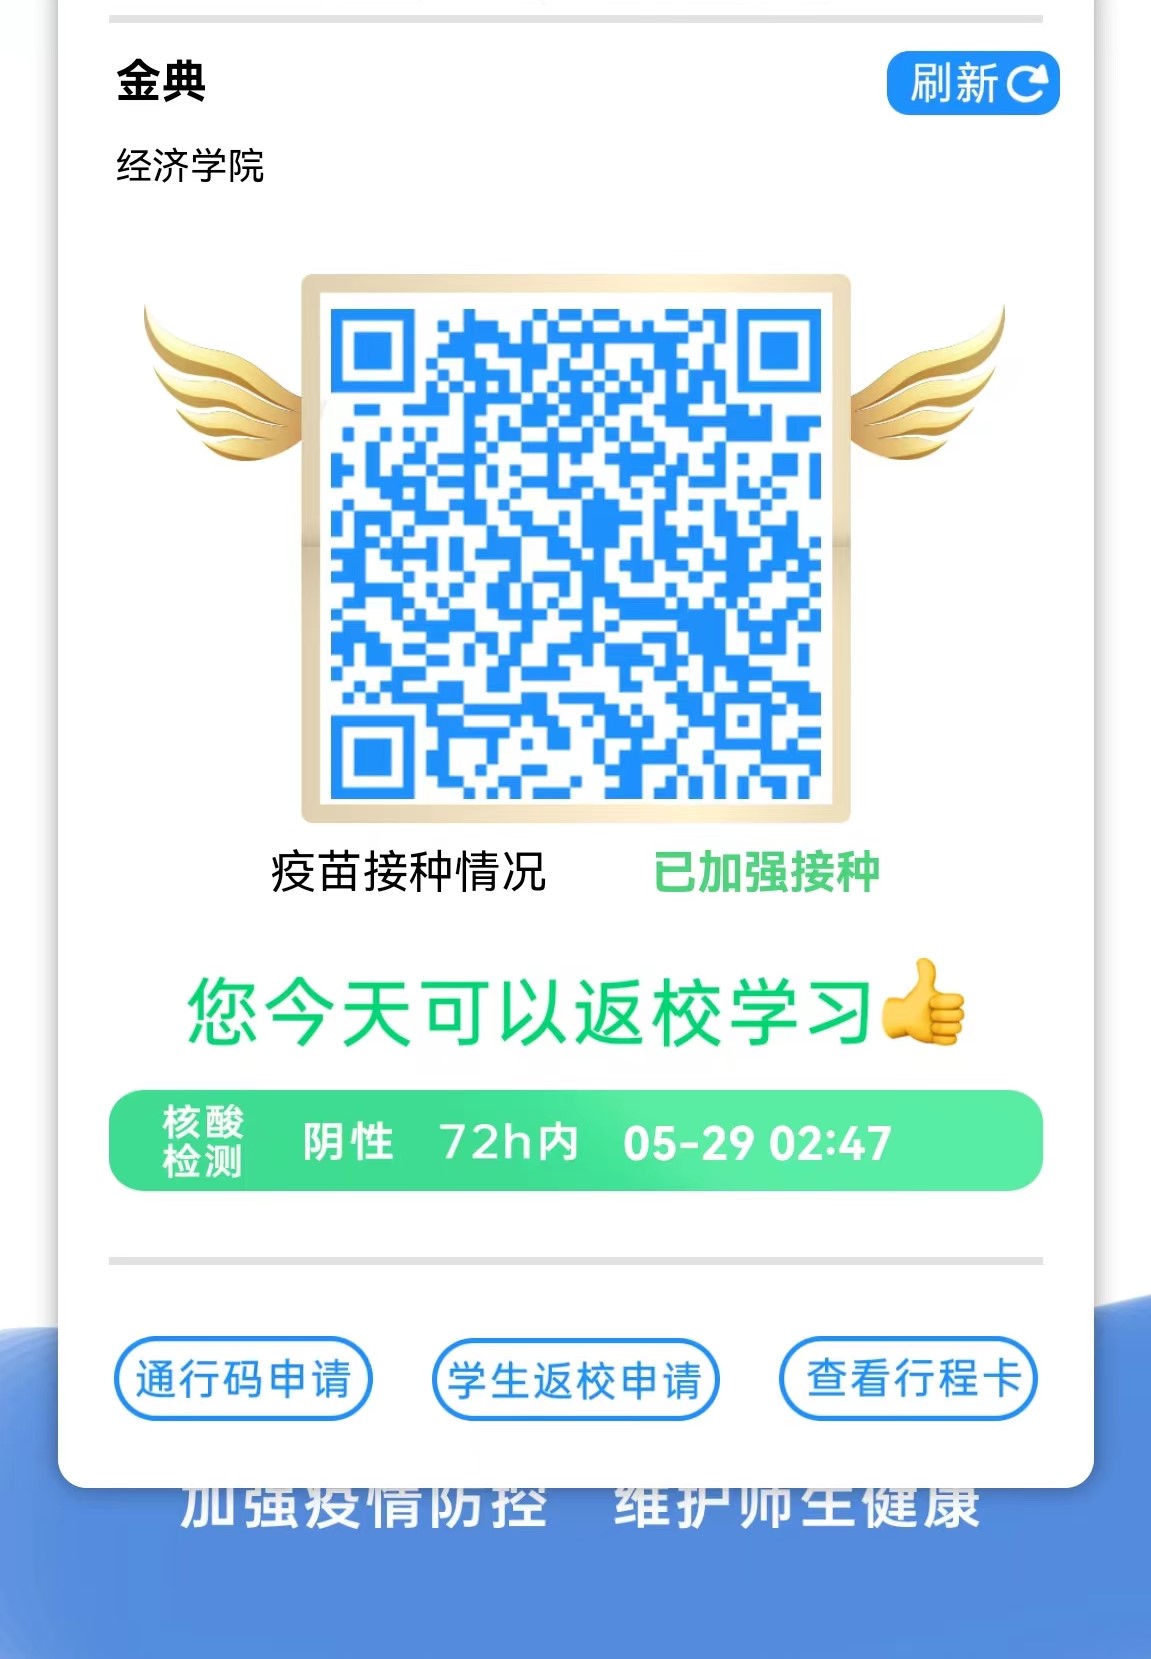 金典
刷新
经济学院
疫苗接种情况 已加强接种
您今天可以返校学习
核酸检测 阴性 72h内 05-29 02:47
通行码申请 学生返校申请 查看行程卡
加强疫情防控 维护师生健康